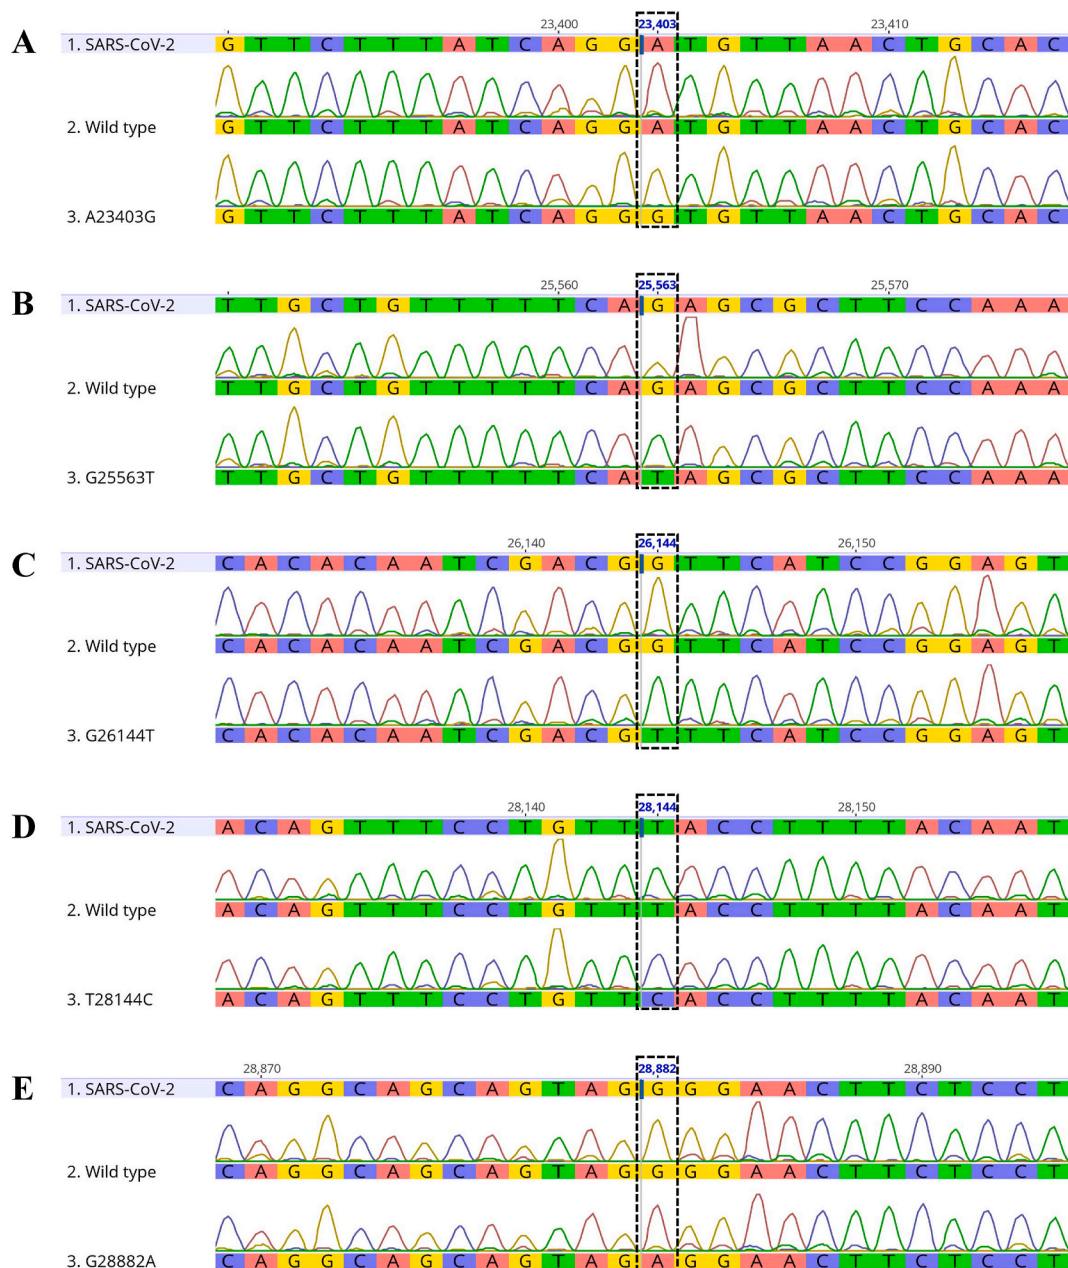 A
23,400 23,403 23,410
1. SARS-CoV-2 G T T C T T T A T C A G G A T G T T A A C T G C A C
2. Wild type G T T C T T T A T C A G G A T G T T A A C T G C A C
3. A23403G G T T C T T T A T C A G G G T G T T A A C T G C A C
B
25,560 25,563 25,570
1. SARS-CoV-2 T T G C T G T T T T T C A G A G C G C T T C C A A A
2. Wild type T T G C T G T T T T T C A G A G C G C T T C C A A A
3. G25563T T T G C T G T T T T T C A T A G C G C T T C C A A A
C
26,140 26,144 26,150
1. SARS-CoV-2 C A C A C A A T C G A C G G T T C A T C C G G A G T
2. Wild type C A C A C A A T C G A C G G T T C A T C C G G A G T
3. G26144T C A C A C A A T C G A C G T T T C A T C C G G A G T
D
28,140 28,144 28,150
1. SARS-CoV-2 A C A G T T T C C T G T T T A C C T T T T A C A A T
2. Wild type A C A G T T T C C T G T T T A C C T T T T A C A A T
3. T28144C A C A G T T T C C T G T T C A C C T T T T A C A A T
E
28,870 28,882 28,890
1. SARS-CoV-2 C A G G C A G C A G T A G G G G A A C T T C T C C T
2. Wild type C A G G C A G C A G T A G G G G A A C T T C T C C T
3. G28882A C A G G C A G C A G T A G A G G A A C T T C T C C T